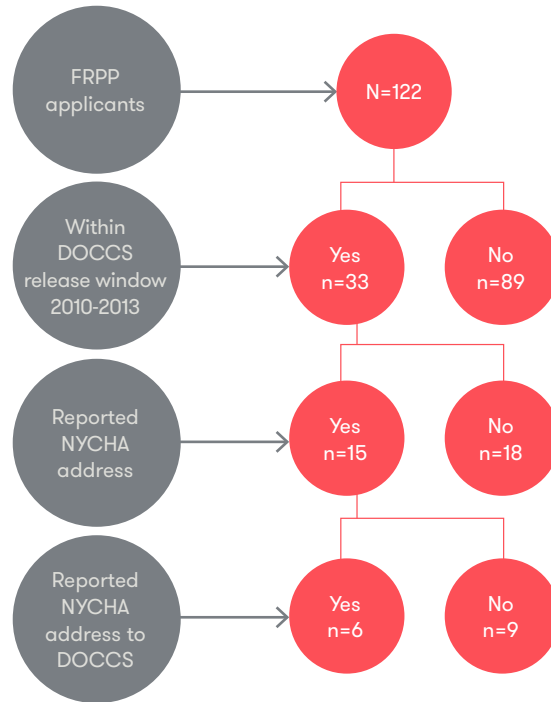 FRPP
applicants
N=122
Within
DOCCS
release window
2010-2013
Yes
n=33
No
n=89
Reported
NYCHA
address
Yes
n=15
No
n=18
Reported
NYCHA
address to
DOCCS
Yes
n=6
No
n=9